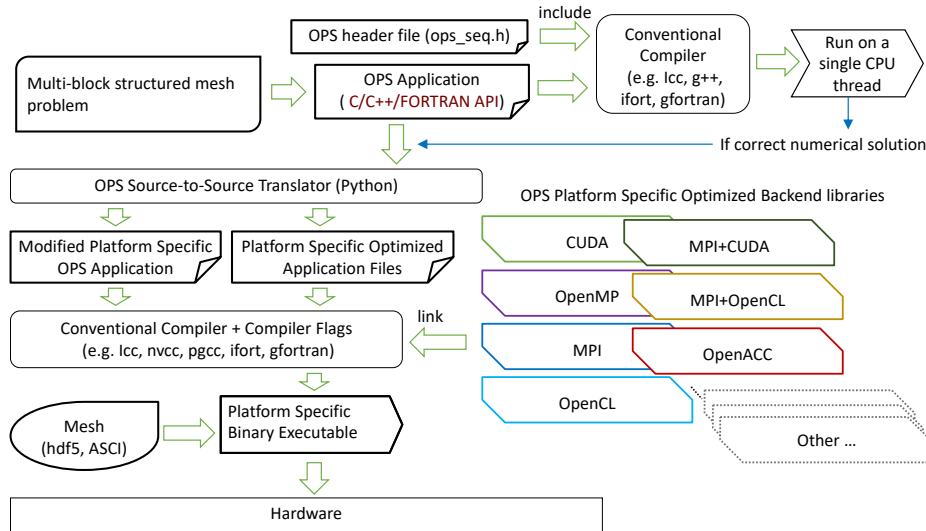 include
OPS header file (ops_seq.h)
Conventional
Compiler
(e.g. Icc, g++,
ifort, gfortran)
Run on a
single CPU
thread
Multi-block structured mesh
problem
OPS Application
( C/C++/FORTRAN API)
If correct numerical solution
OPS Source-to-Source Translator (Python)
OPS Platform Specific Optimized Backend libraries
Modified Platform Specific
OPS Application
Platform Specific Optimized
Application Files
CUDA
MPI+CUDA
OpenMP
MPI+OpenCL
Conventional Compiler + Compiler Flags
(e.g. Icc, nvcc, pgcc, ifort, gfortran)
link
MPI
OpenACC
OpenCL
Other ...
Mesh
(hdf5, ASCI)
Platform Specific
Binary Executable
Hardware